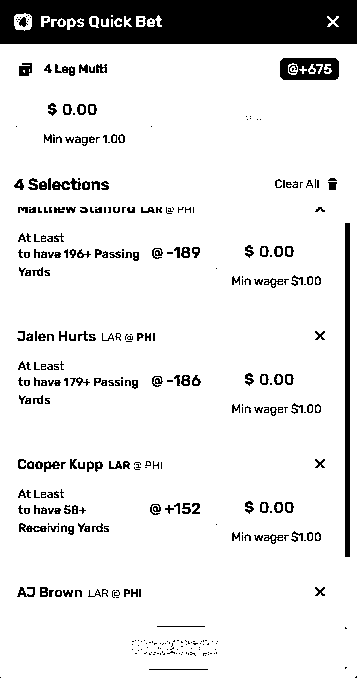 Props Quick Bet
4 Leg Multi
@+675
$ 0.00
Min wager 1.00
4 Selections
Clear All
Matthew Stafford LAR @ PHI
At Least
to have 196+ Passing Yards
@ -189
$ 0.00
Min wager $1.00
Jalen Hurts LAR @ PHI
At Least
to have 179+ Passing Yards
@ -186
$ 0.00
Min wager $1.00
Cooper Kupp LAR @ PHI
At Least
to have 58+
Receiving Yards
@ +152
$ 0.00
Min wager $1.00
AJ Brown LAR @ PHI